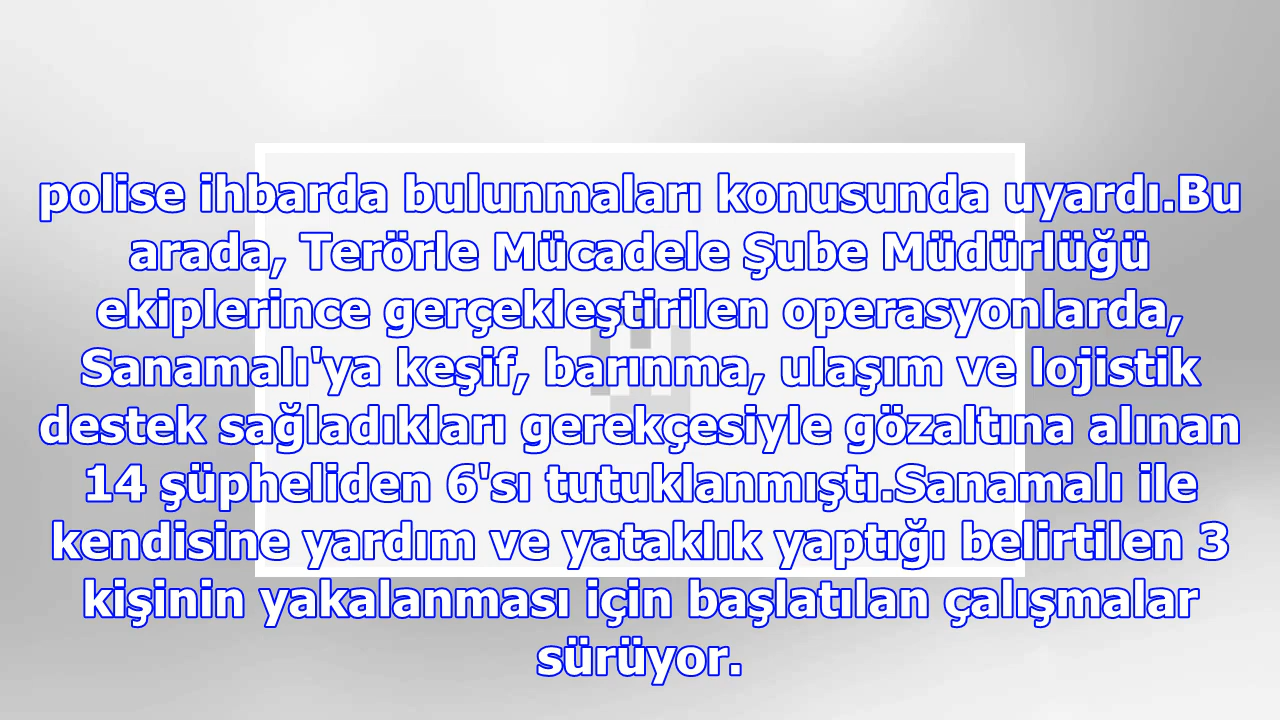 polise ihbarda bulunmaları konusunda uyardı.Bu
arada, Terörle Mücadele Şube Müdürlüğü
ekiplerince gerçekleştirilen operasyonlarda,
Sanamalı'ya keşif, barınma, ulaşım ve lojistik
destek sağladıkları gerekçesiyle gözaltına alınan
14 şüpheliden 6'sı tutuklanmıştı.Sanamalı ile
kendisine yardım ve yataklık yaptığı belirtilen 3
kişinin yakalanması için başlatılan çalışmalar
sürüyor.